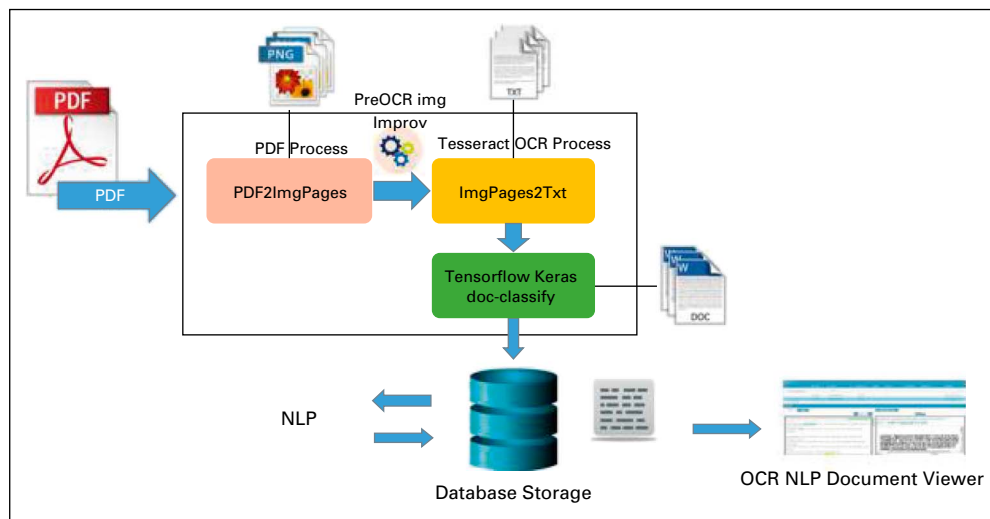 PDF
PDF
PNG
TXT
PreOCR img
Improv
PDF Process
Tesseract OCR Process
PDF2ImgPages
ImgPages2Txt
Tensorflow Keras
doc-classify
W
DOC
NLP
Database Storage
OCR NLP Document Viewer